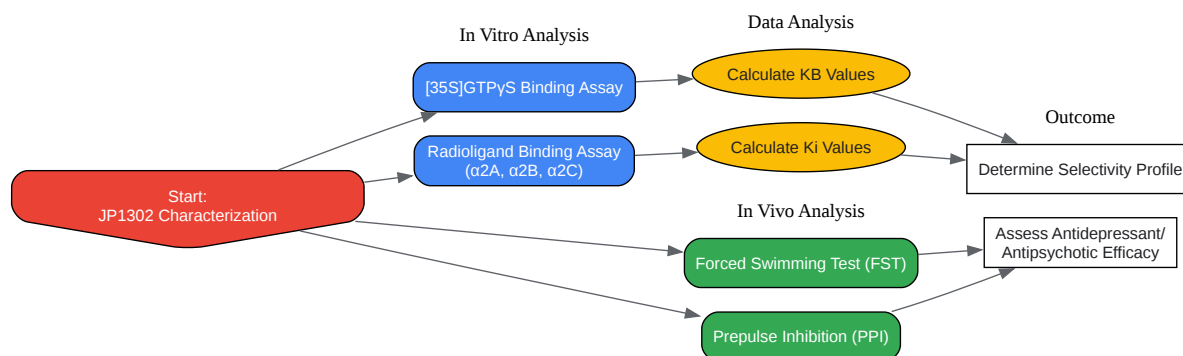 Data Analysis
In Vitro Analysis
Calculate KB Values
[35S]GTPγS Binding Assay
Outcome
Radioligand Binding Assay
(α2A, α2B, α2C)
Calculate Ki Values
Determine Selectivity Profile
Start:
JP1302 Characterization
In Vivo Analysis
Assess Antidepressant/
Antipsychotic Efficacy
Forced Swimming Test (FST)
Prepulse Inhibition (PPI)